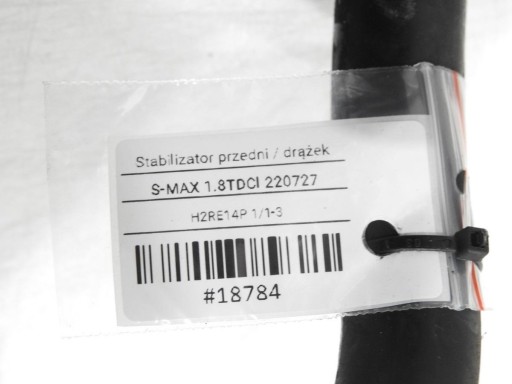 Stabilizator przedni / drążek
S-MAX 1.8TDCI 220727
H2RE14P 1/1-3
#18784